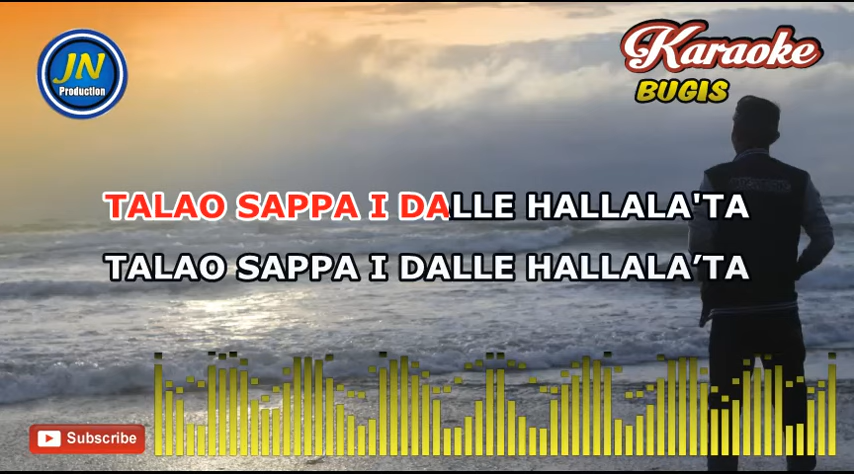 JN
Production
Karaoke
BUGIS
TALAO SAPPA I DALLE HALLALA'TA
TALAO SAPPA I DALLE HALLALA’TA
Subscribe